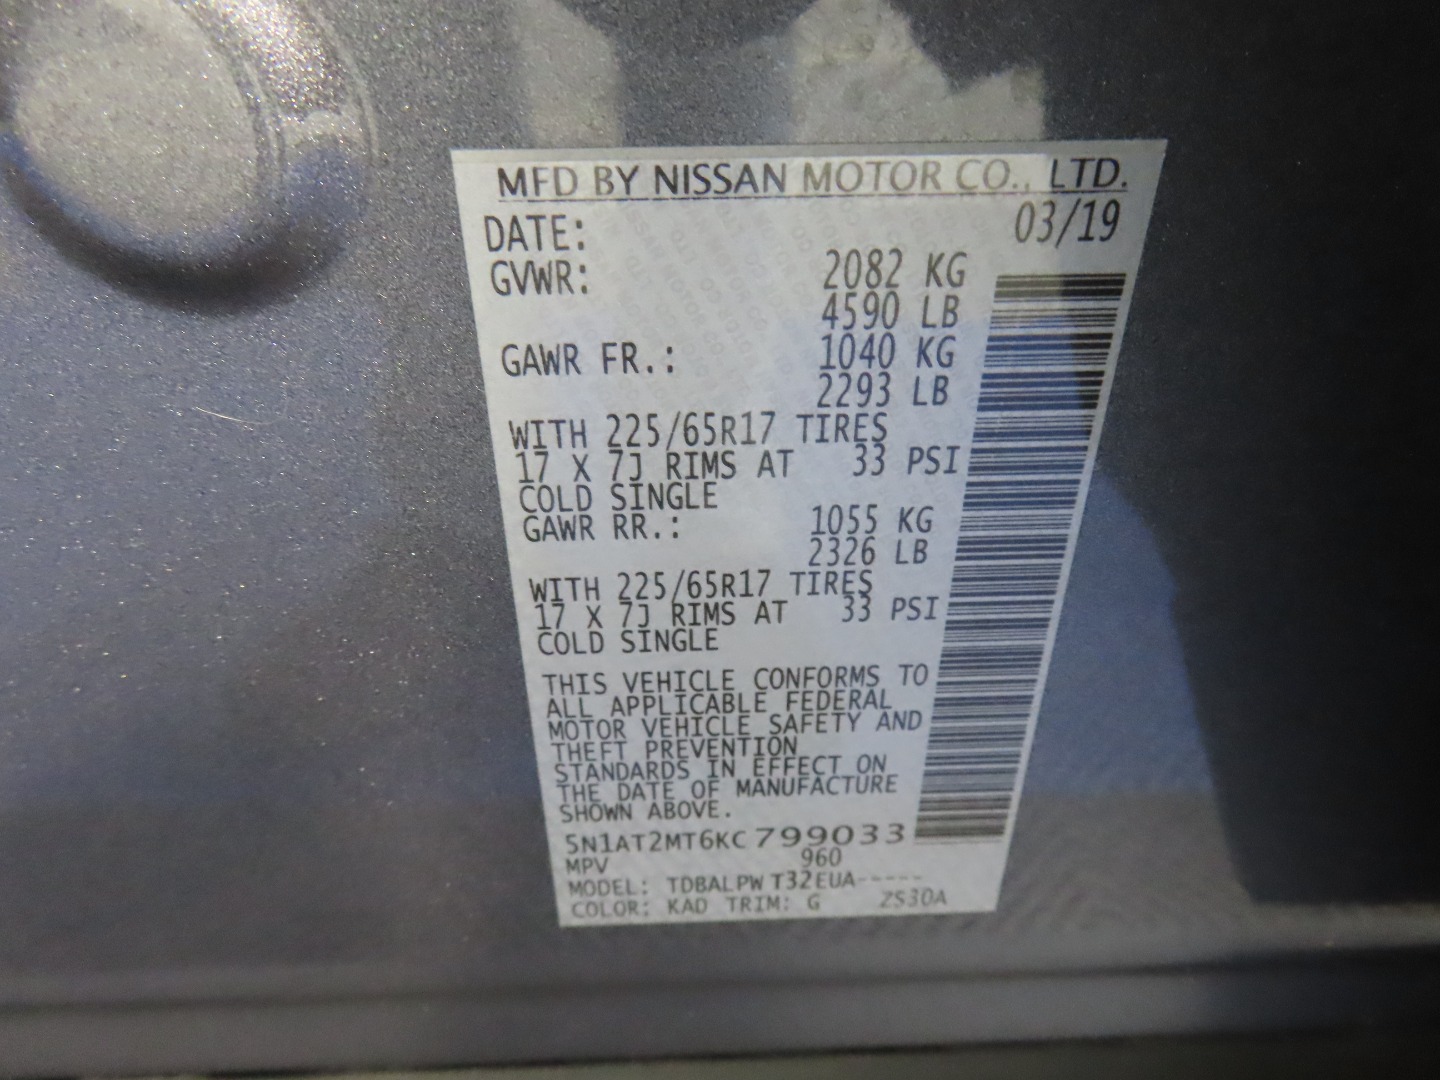 MFD BY NISSAN MOTOR CO., LTD.
DATE: 03/19
GVWR: 2082 KG
4590 LB
GAWR FR.: 1040 KG
2293 LB
WITH 225/65R17 TIRES
17 X 7J RIMS AT 33 PSI
COLD SINGLE
GAWR RR.: 1055 KG
2326 LB
WITH 225/65R17 TIRES
17 X 7J RIMS AT 33 PSI
COLD SINGLE
THIS VEHICLE CONFORMS TO
ALL APPLICABLE FEDERAL
MOTOR VEHICLE SAFETY AND
THEFT PREVENTION
STANDARDS IN EFFECT ON
THE DATE OF MANUFACTURE
SHOWN ABOVE.
5N1AT2MT6KC799033
MPV 960
MODEL: TDBALPW T32EUA-----
COLOR: KAD TRIM: G ZS30A